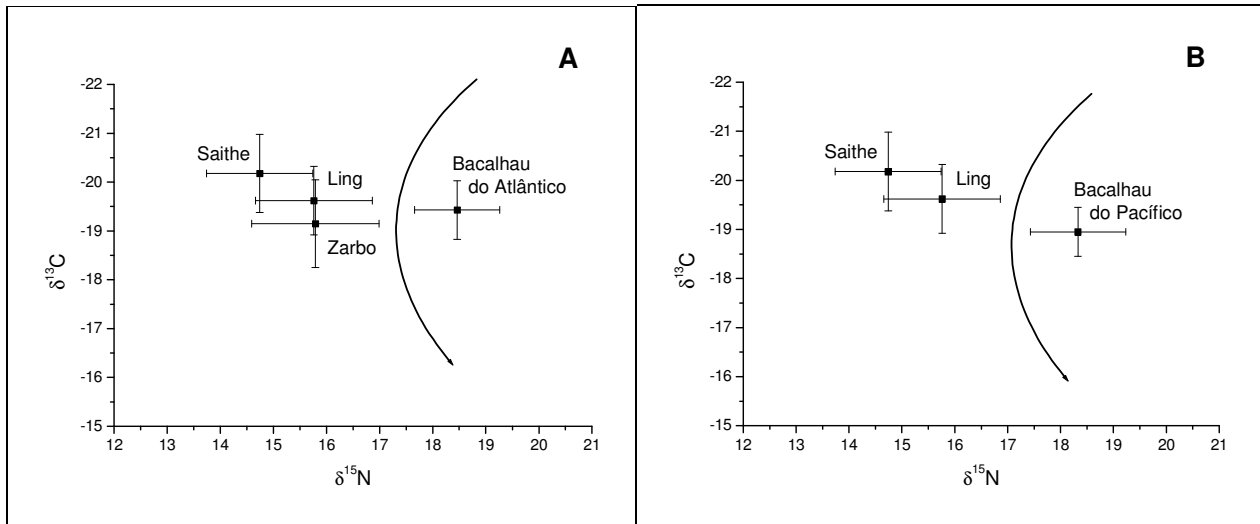 A
-22
-21
-20
-19
-18
-17
-16
-15
δ¹³C
Saithe
Ling
Zarbo
Bacalhau
do Atlântico
12 13 14 15 16 17 18 19 20 21
δ¹⁵N
B
-22
-21
-20
-19
-18
-17
-16
-15
δ¹³C
Saithe
Ling
Bacalhau
do Pacífico
12 13 14 15 16 17 18 19 20 21
δ¹⁵N